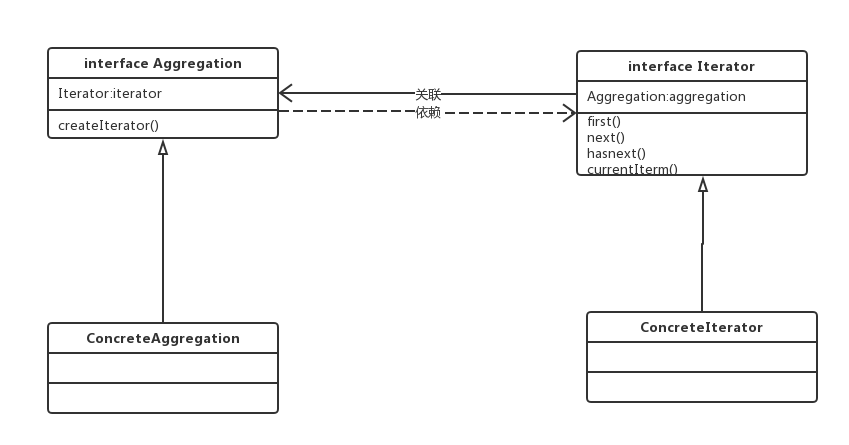 interface Aggregation
Iterator:iterator
createIterator()
关联
依赖
interface Iterator
Aggregation:aggregation
first()
next()
hasnext()
currentIterm()
ConcreteAggregation
ConcreteIterator